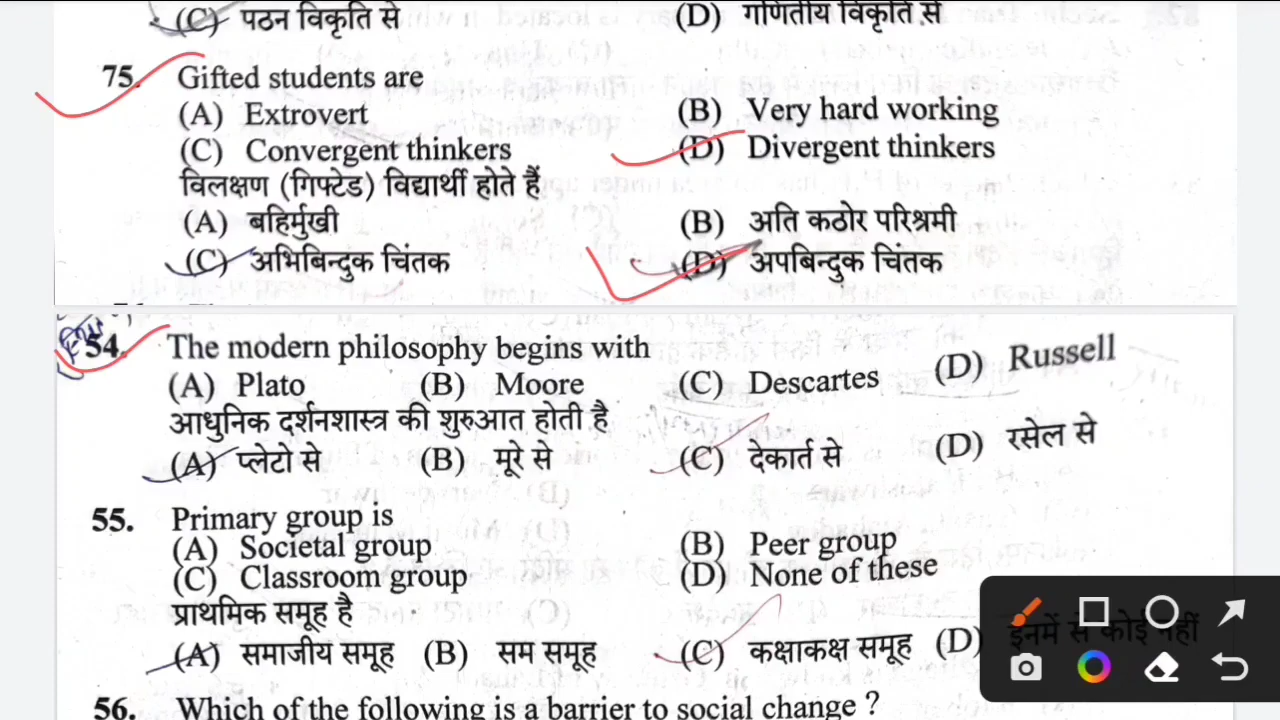 (C) पठन विकृति से (D) गणितीय विकृति से
75. Gifted students are
(A) Extrovert (B) Very hard working
(C) Convergent thinkers (D) Divergent thinkers
विलक्षण (गिफ्टेड) विद्यार्थी होते हैं
(A) बहिर्मुखी (B) अति कठोर परिश्रमी
(C) अभिबिन्दुक चिंतक (D) अपबिन्दुक चिंतक
54. The modern philosophy begins with
(A) Plato (B) Moore (C) Descartes (D) Russell
आधुनिक दर्शनशास्त्र की शुरुआत होती है
(A) प्लेटो से (B) मूरे से (C) देकार्त से (D) रसेल से
55. Primary group is
(A) Societal group (B) Peer group
(C) Classroom group (D) None of these
प्राथमिक समूह है
(A) समाजीय समूह (B) सम समूह (C) कक्षाकक्ष समूह (D) इनमें से कोई नहीं
56. Which of the following is a barrier to social change ?